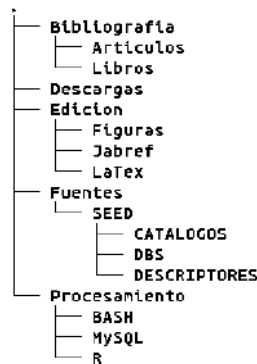 .
Bibliografia
Articulos
Libros
Descargas
Edicion
Figuras
Jabref
LaTex
Fuentes
SEED
CATALOGOS
DBS
DESCRIPTORES
Procesamiento
BASH
MySQL
R